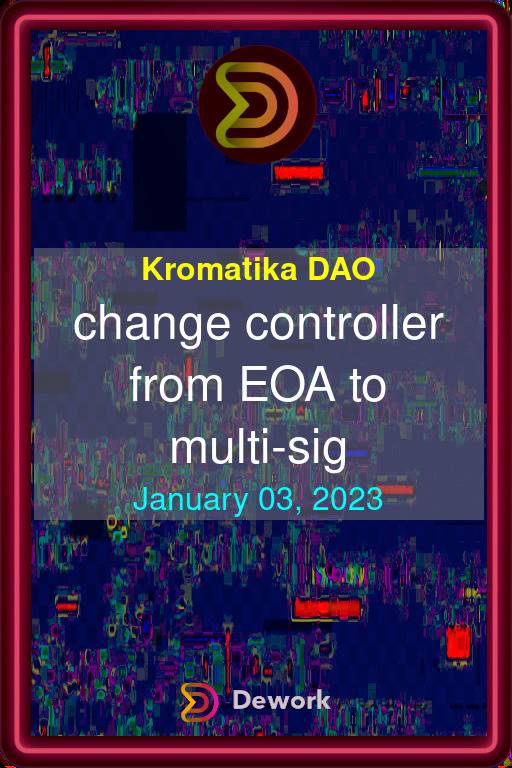 Kromatika DAO
change controller
from EOA to
multi-sig
January 03, 2023
Dework